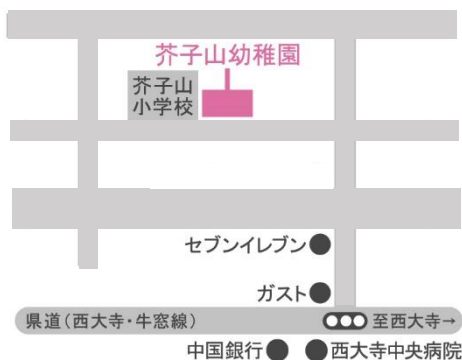 芥子山幼稚園
芥子山
小学校
セブンイレブン
ガスト
県道(西大寺・牛窓線)
至西大寺→
中国銀行
西大寺中央病院